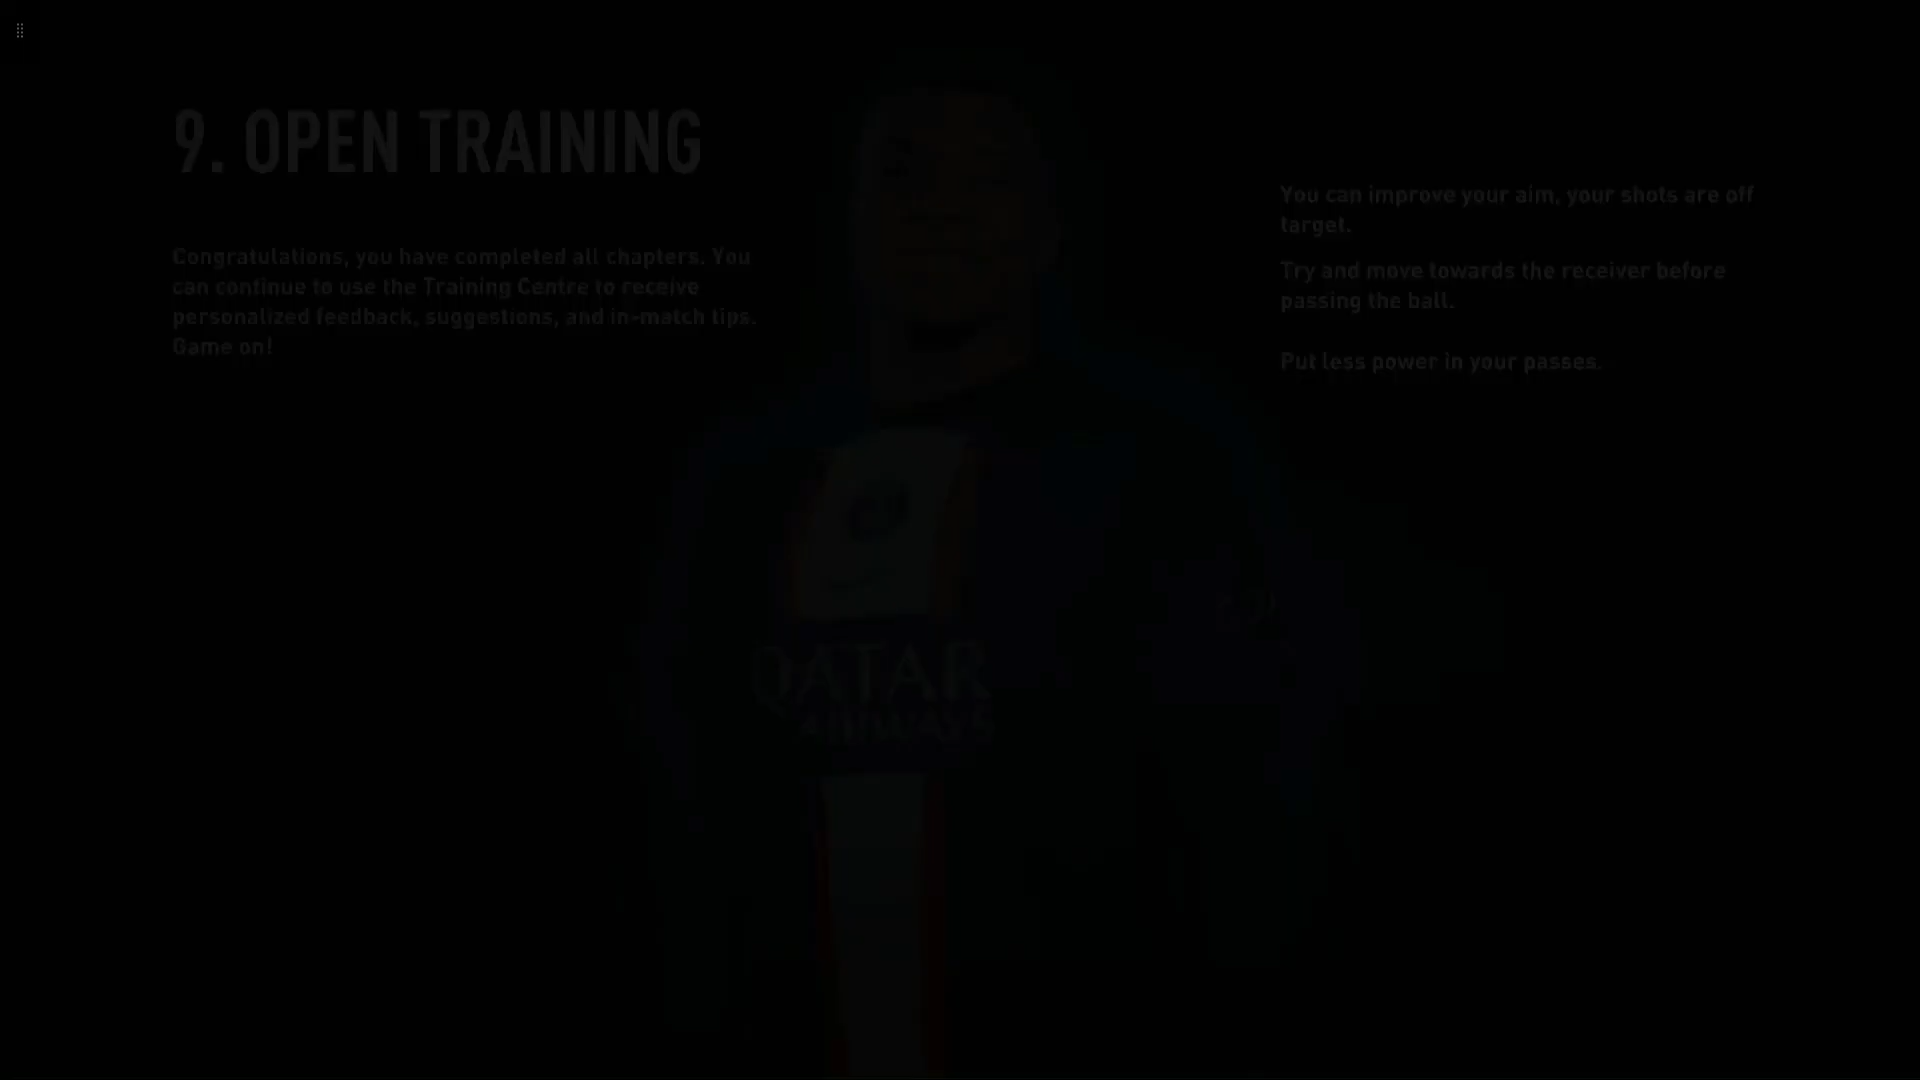 9. OPEN TRAINING
Congratulations, you have completed all chapters. You
can continue to use the Training Centre to receive
personalized feedback, suggestions, and in-match tips.
Game on!
You can improve your aim, your shots are off
target.
Try and move towards the receiver before
passing the ball.
Put less power in your passes.
QATAR
AIRWAYS